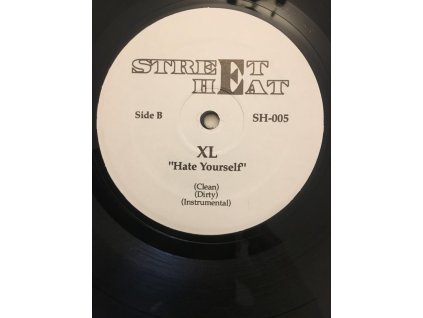 STREET
HEAT
Side B
SH-005
XL
"Hate Yourself"
(Clean)
(Dirty)
(Instrumental)